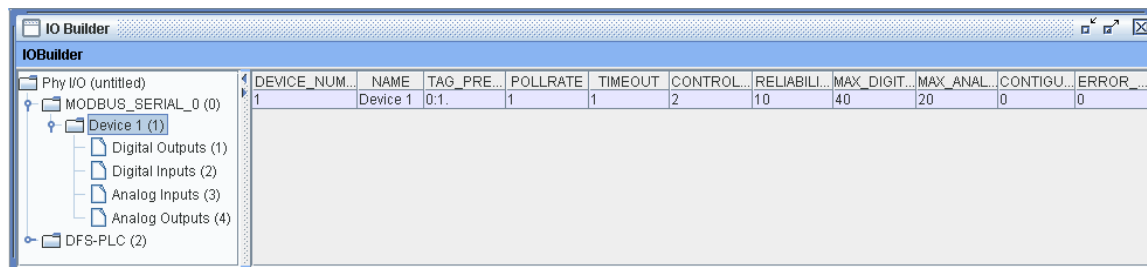 IO Builder
IOBuilder
Phy I/O (untitled)
MODBUS_SERIAL_0 (0)
Device 1 (1)
Digital Outputs (1)
Digital Inputs (2)
Analog Inputs (3)
Analog Outputs (4)
DFS-PLC (2)
DEVICE_NUM... NAME TAG_PRE... POLLRATE TIMEOUT CONTROL... RELIABILI... MAX_DIGIT... MAX_ANAL... CONTIGU... ERROR_...
1 Device 1 0:1. 1 1 2 10 40 20 0 0